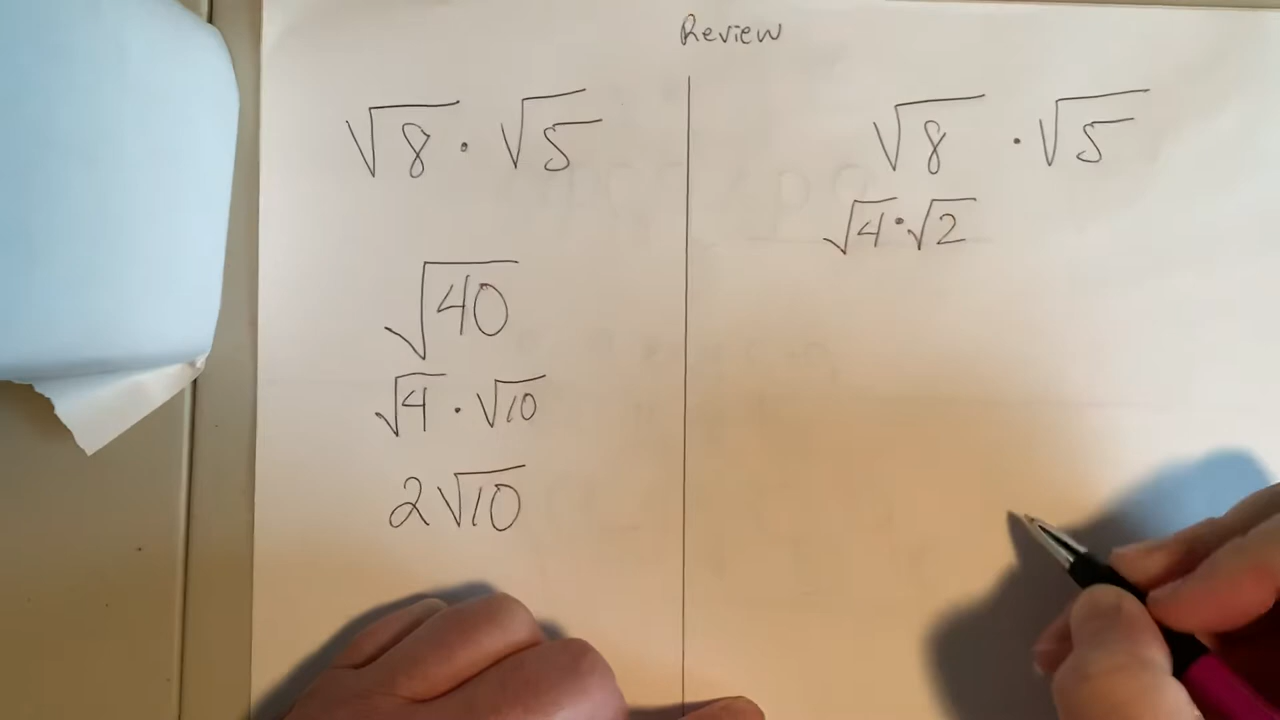 Review
√8 · √5
√40
√4 · √10
2√10
√8 · √5
√4 · √2